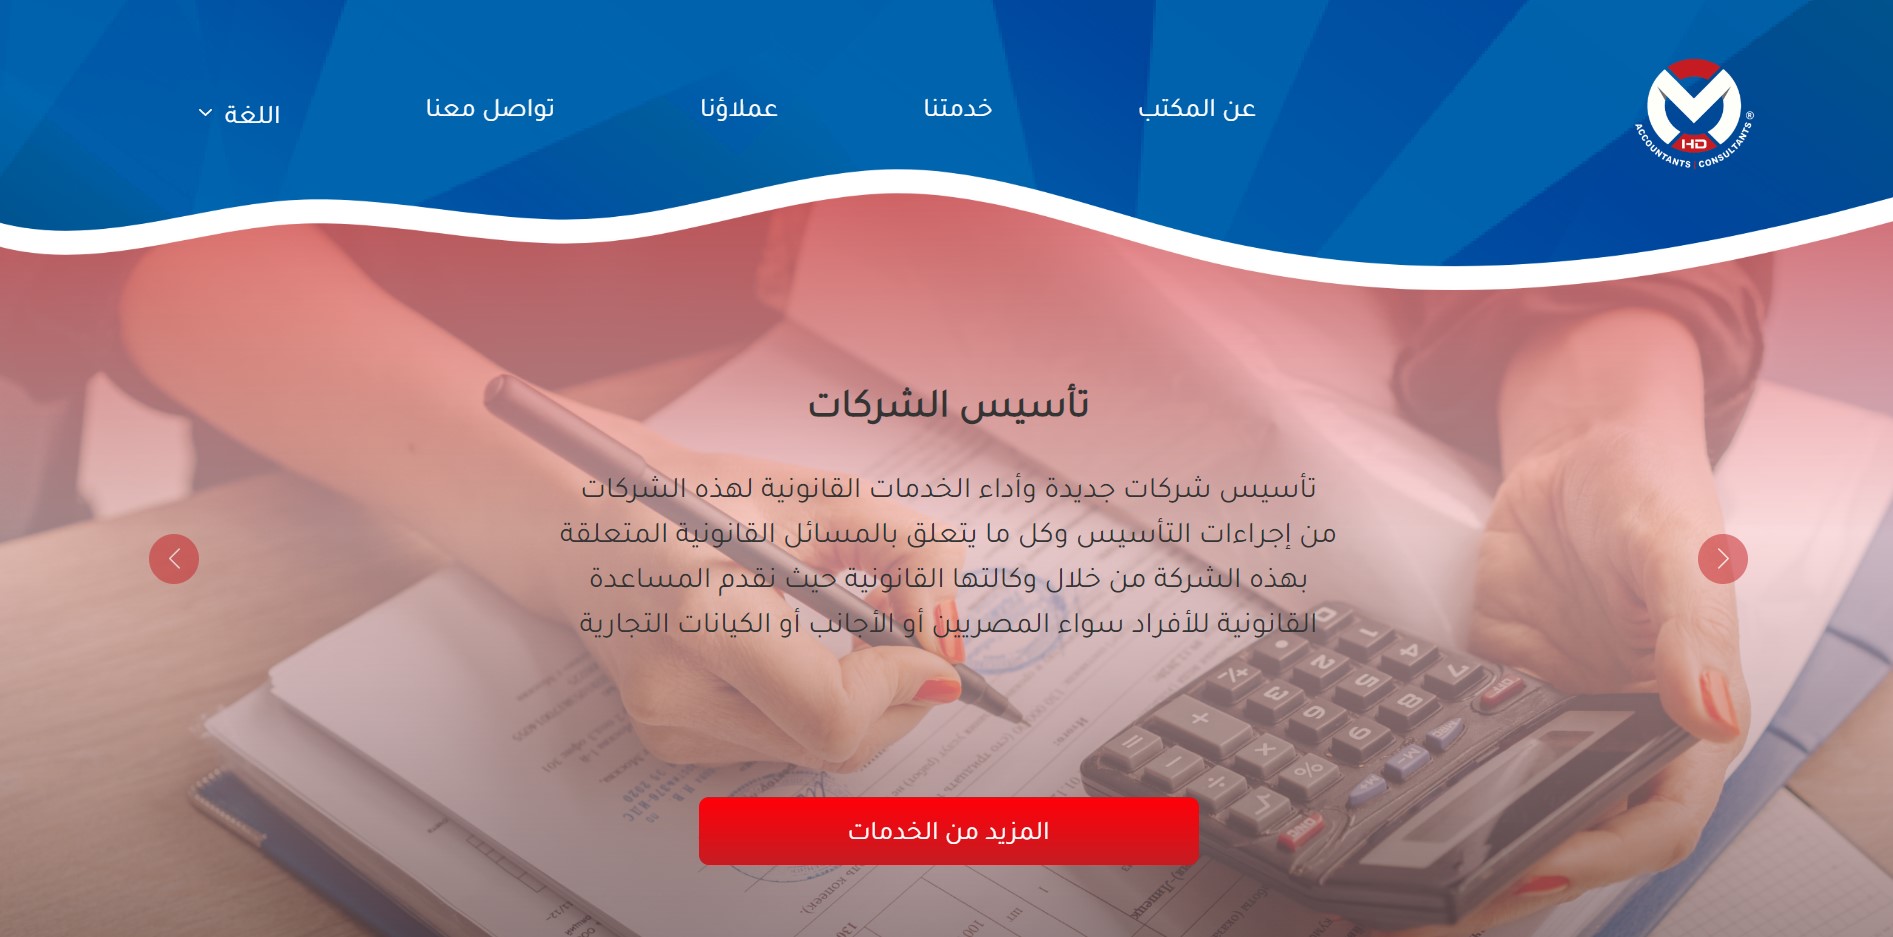 ACCOUNTANTS | CONSULTANTS ®
HD
عن المكتب
خدمتنا
عملاؤنا
تواصل معنا
اللغة
تأسيس الشركات
تأسيس شركات جديدة وأداء الخدمات القانونية لهذه الشركات
من إجراءات التأسيس وكل ما يتعلق بالمسائل القانونية المتعلقة
بهذه الشركة من خلال وكالتها القانونية حيث نقدم المساعدة
القانونية للأفراد سواء المصريين أو الأجانب أو الكيانات التجارية
المزيد من الخدمات